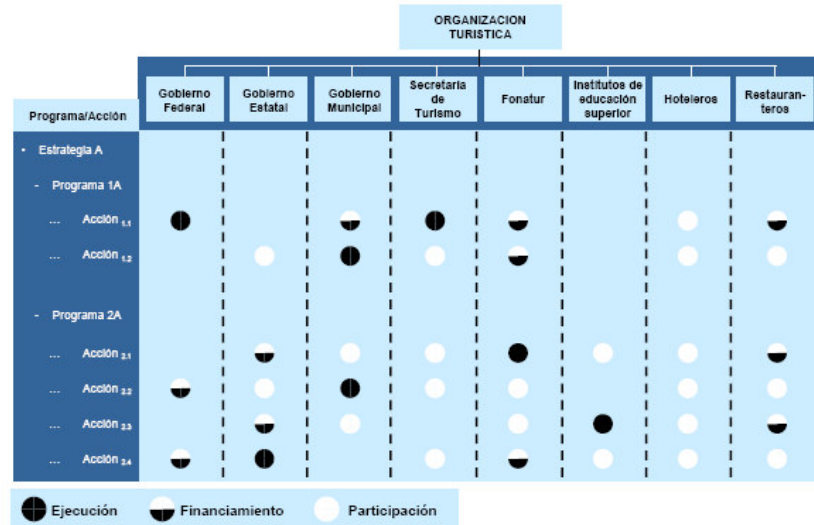 ORGANIZACION
TURISTICA
Programa/Acción
Gobierno
Federal
Gobierno
Estatal
Gobierno
Municipal
Secretaría
de
Turismo
Fonatur
Institutos de
educación
superior
Hoteleros
Restauran-
teros
• Estrategia A
- Programa 1A
... Acción 1.1
... Acción 1.2
- Programa 2A
... Acción 2.1
... Acción 2.2
... Acción 2.3
... Acción 2.4
Ejecución Financiamiento Participación